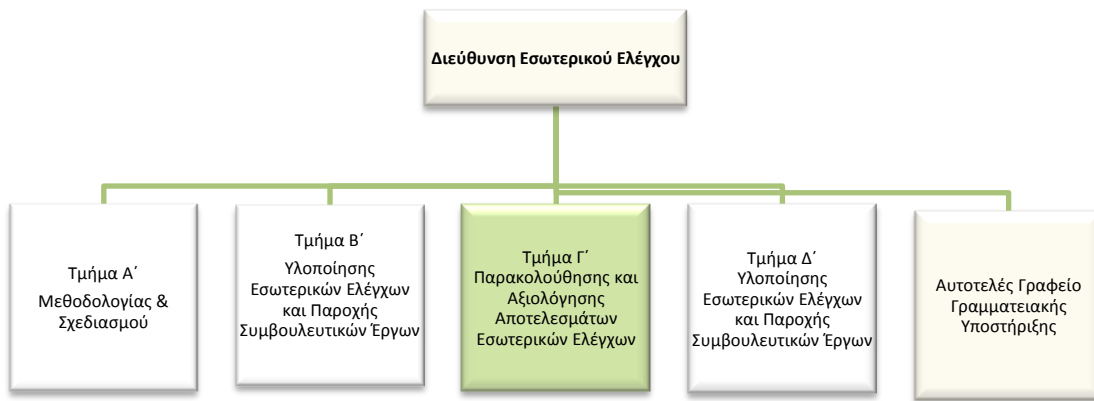 Διεύθυνση Εσωτερικού Ελέγχου
Τμήμα Α΄
Μεθοδολογίας &
Σχεδιασμού
Τμήμα Β΄
Υλοποίησης
Εσωτερικών Ελέγχων
και Παροχής
Συμβουλευτικών Έργων
Τμήμα Γ΄
Παρακολούθησης και
Αξιολόγησης
Αποτελεσμάτων
Εσωτερικών Ελέγχων
Τμήμα Δ΄
Υλοποίησης
Εσωτερικών Ελέγχων
και Παροχής
Συμβουλευτικών Έργων
Αυτοτελές Γραφείο
Γραμματειακής
Υποστήριξης